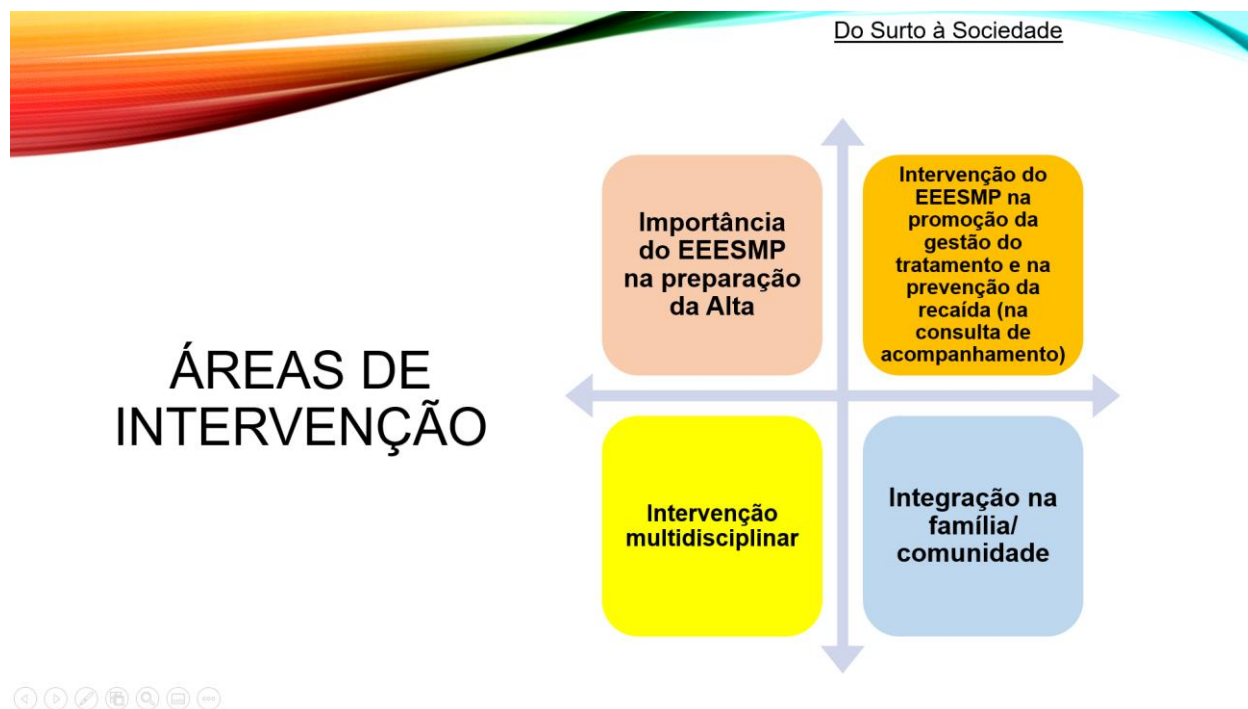 Do Surto à Sociedade
ÁREAS DE
INTERVENÇÃO
Importância
do EEESMP
na preparação
da Alta
Intervenção do
EEESMP na
promoção da
gestão do
tratamento e na
prevenção da
recaída (na
consulta de
acompanhamento)
Intervenção
multidisciplinar
Integração na
família/
comunidade